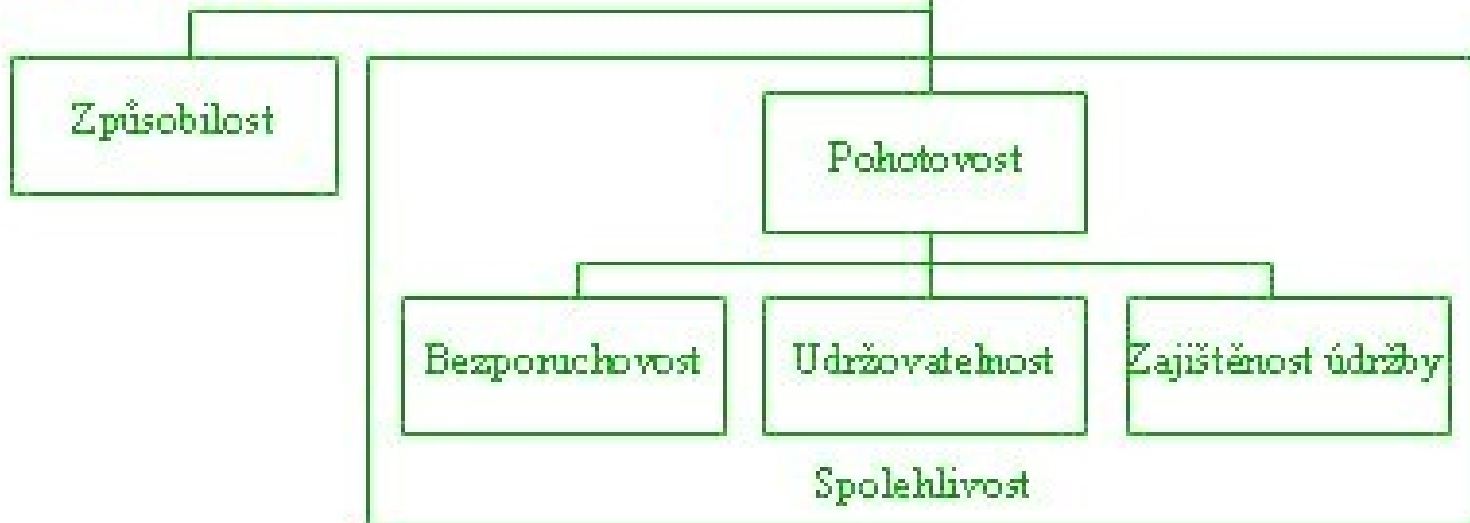 Způsobilost
Pohotovost
Bezporuchovost
Udržovatelnost
Zajištěnost údržby
Spolehlivost